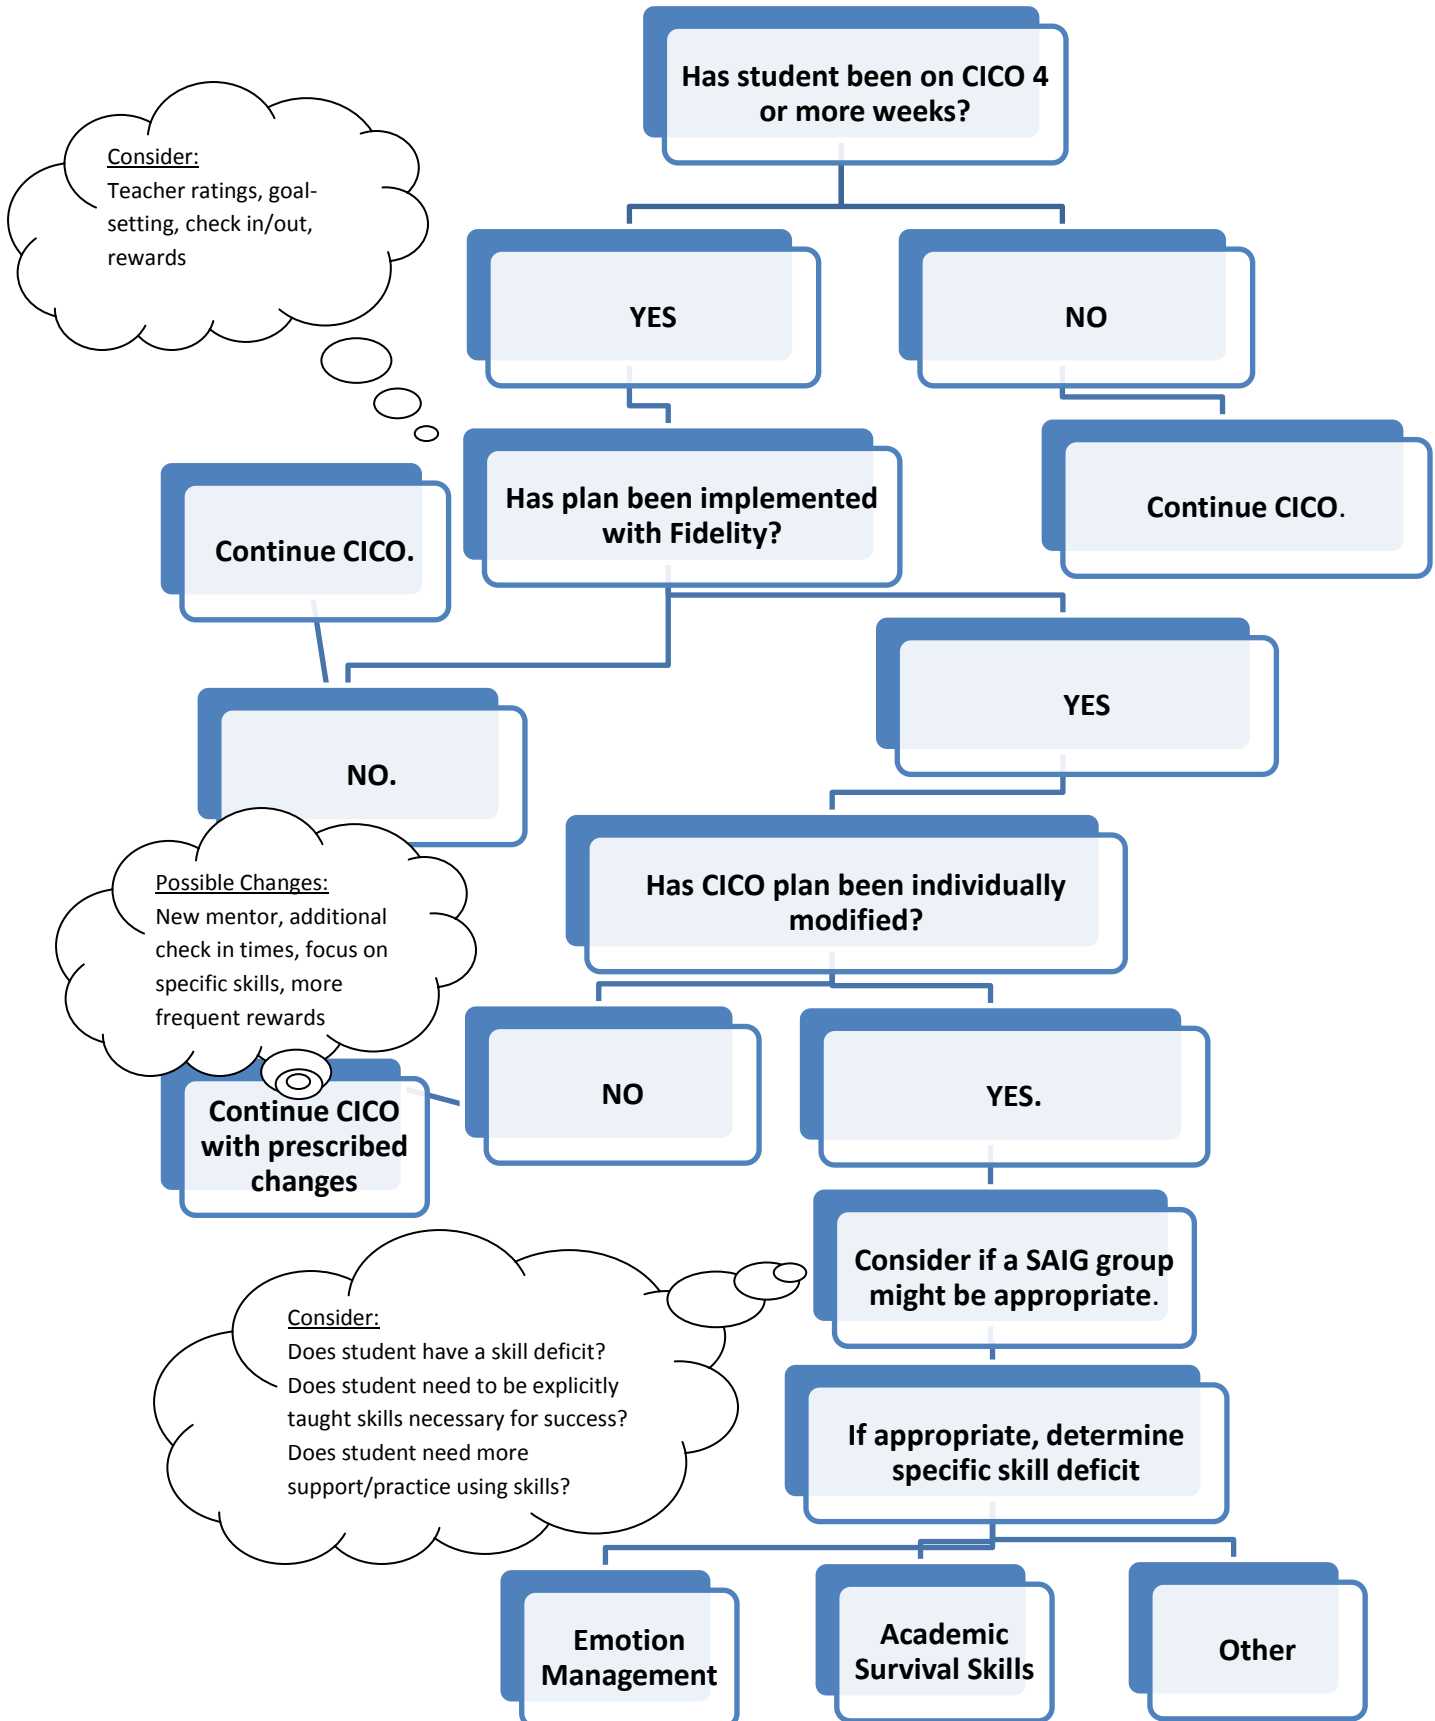 Has student been on CICO 4
or more weeks?
Consider:
Teacher ratings, goal-
setting, check in/out,
rewards
YES
NO
Has plan been implemented
with Fidelity?
Continue CICO.
Continue CICO.
YES
NO.
Possible Changes:
New mentor, additional
check in times, focus on
specific skills, more
frequent rewards
Has CICO plan been individually
modified?
NO
YES.
Continue CICO
with prescribed
changes
Consider if a SAIG group
might be appropriate.
Consider:
Does student have a skill deficit?
Does student need to be explicitly
taught skills necessary for success?
Does student need more
support/practice using skills?
If appropriate, determine
specific skill deficit
Emotion
Management
Academic
Survival Skills
Other